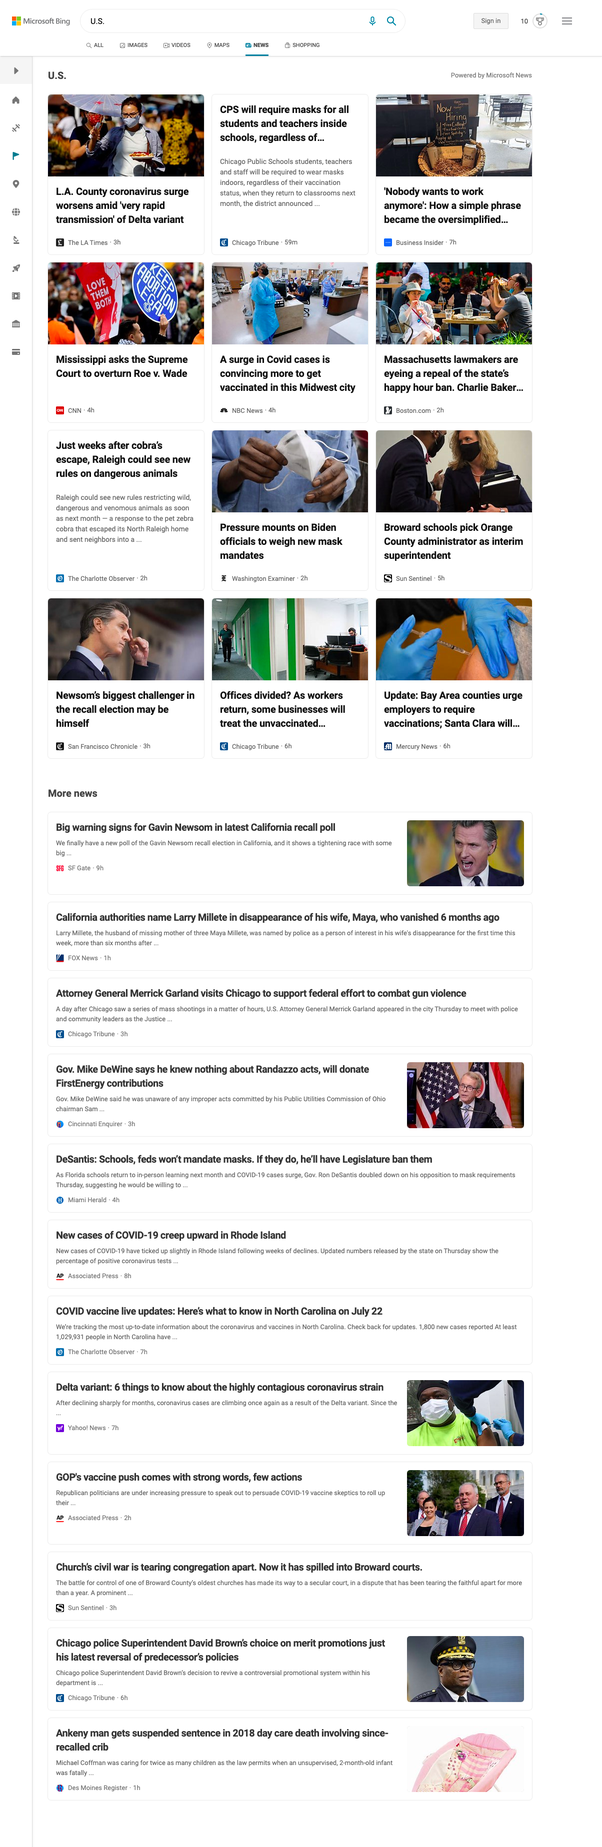 Microsoft Bing
U.S.
Sign in
10
ALL
IMAGES
VIDEOS
MAPS
NEWS
SHOPPING
U.S.
Powered by Microsoft News
L.A. County coronavirus surge
worsens amid 'very rapid
transmission' of Delta variant
The LA Times · 3h
CPS will require masks for all
students and teachers inside
schools, regardless of...
Chicago Public Schools students, teachers
and staff will be required to wear masks
indoors, regardless of their vaccination
status, when they return to classrooms next
month, the district announced ...
Chicago Tribune · 59m
Now
Hiring
'Nobody wants to work
anymore': How a simple phrase
became the oversimplified...
Business Insider · 7h
LOVE
THEM
BOTH
KEEP
ABORTION
LEGAL
Mississippi asks the Supreme
Court to overturn Roe v. Wade
CNN · 4h
A surge in Covid cases is
convincing more to get
vaccinated in this Midwest city
NBC News · 4h
Massachusetts lawmakers are
eyeing a repeal of the state's
happy hour ban. Charlie Baker...
Boston.com · 2h
Just weeks after cobra's
escape, Raleigh could see new
rules on dangerous animals
Raleigh could see new rules restricting wild,
dangerous and venomous animals as soon
as next month — a response to the pet zebra
cobra that escaped its North Raleigh home
and sent neighbors into a ...
The Charlotte Observer · 2h
Pressure mounts on Biden
officials to weigh new mask
mandates
Washington Examiner · 2h
Broward schools pick Orange
County administrator as interim
superintendent
Sun Sentinel · 5h
Newsom's biggest challenger in
the recall election may be
himself
San Francisco Chronicle · 3h
Offices divided? As workers
return, some businesses will
treat the unvaccinated...
Chicago Tribune · 6h
Update: Bay Area counties urge
employers to require
vaccinations; Santa Clara will...
Mercury News · 6h
More news
Big warning signs for Gavin Newsom in latest California recall poll
We finally have a new poll of the Gavin Newsom recall election in California, and it shows a tightening race with some
big ...
SF Gate · 9h
California authorities name Larry Millete in disappearance of his wife, Maya, who vanished 6 months ago
Larry Millete, the husband of missing mother of three Maya Millete, was named by police as a person of interest in his wife's disappearance for the first time this
week, more than six months after ...
FOX News · 1h
Attorney General Merrick Garland visits Chicago to support federal effort to combat gun violence
A day after Chicago saw a series of mass shootings in a matter of hours, U.S. Attorney General Merrick Garland appeared in the city Thursday to meet with police
and community leaders as the Justice ...
Chicago Tribune · 3h
Gov. Mike DeWine says he knew nothing about Randazzo acts, will donate
FirstEnergy contributions
Gov. Mike DeWine said he was unaware of any improper acts committed by his Public Utilities Commission of Ohio
chairman Sam ...
Cincinnati Enquirer · 3h
DeSantis: Schools, feds won't mandate masks. If they do, he'll have Legislature ban them
As Florida schools return to in-person learning next month and COVID-19 cases surge, Gov. Ron DeSantis doubled down on his opposition to mask requirements
Thursday, suggesting he would be willing to ...
Miami Herald · 4h
New cases of COVID-19 creep upward in Rhode Island
New cases of COVID-19 have ticked up slightly in Rhode Island following weeks of declines. Updated numbers released by the state on Thursday show the
percentage of positive coronavirus tests ...
AP Associated Press · 8h
COVID vaccine live updates: Here's what to know in North Carolina on July 22
We're tracking the most up-to-date information about the coronavirus and vaccines in North Carolina. Check back for updates. 1,800 new cases reported At least
1,029,931 people in North Carolina have ...
The Charlotte Observer · 7h
Delta variant: 6 things to know about the highly contagious coronavirus strain
After declining sharply for months, coronavirus cases are climbing once again as a result of the Delta variant. Since the
...
Yahoo! News · 7h
GOP's vaccine push comes with strong words, few actions
Republican politicians are under increasing pressure to speak out to persuade COVID-19 vaccine skeptics to roll up
their ...
AP Associated Press · 2h
Church's civil war is tearing congregation apart. Now it has spilled into Broward courts.
The battle for control of one of Broward County's oldest churches has made its way to a secular court, in a dispute that has been tearing the faithful apart for more
than a year. A prominent ...
Sun Sentinel · 3h
Chicago police Superintendent David Brown's choice on merit promotions just
his latest reversal of predecessor's policies
Chicago police Superintendent David Brown's decision to revive a controversial promotional system within his
department is ...
Chicago Tribune · 6h
Ankeny man gets suspended sentence in 2018 day care death involving since-
recalled crib
Michael Coffman was caring for twice as many children as the law permits when an unsupervised, 2-month-old infant
was fatally ...
Des Moines Register · 1h